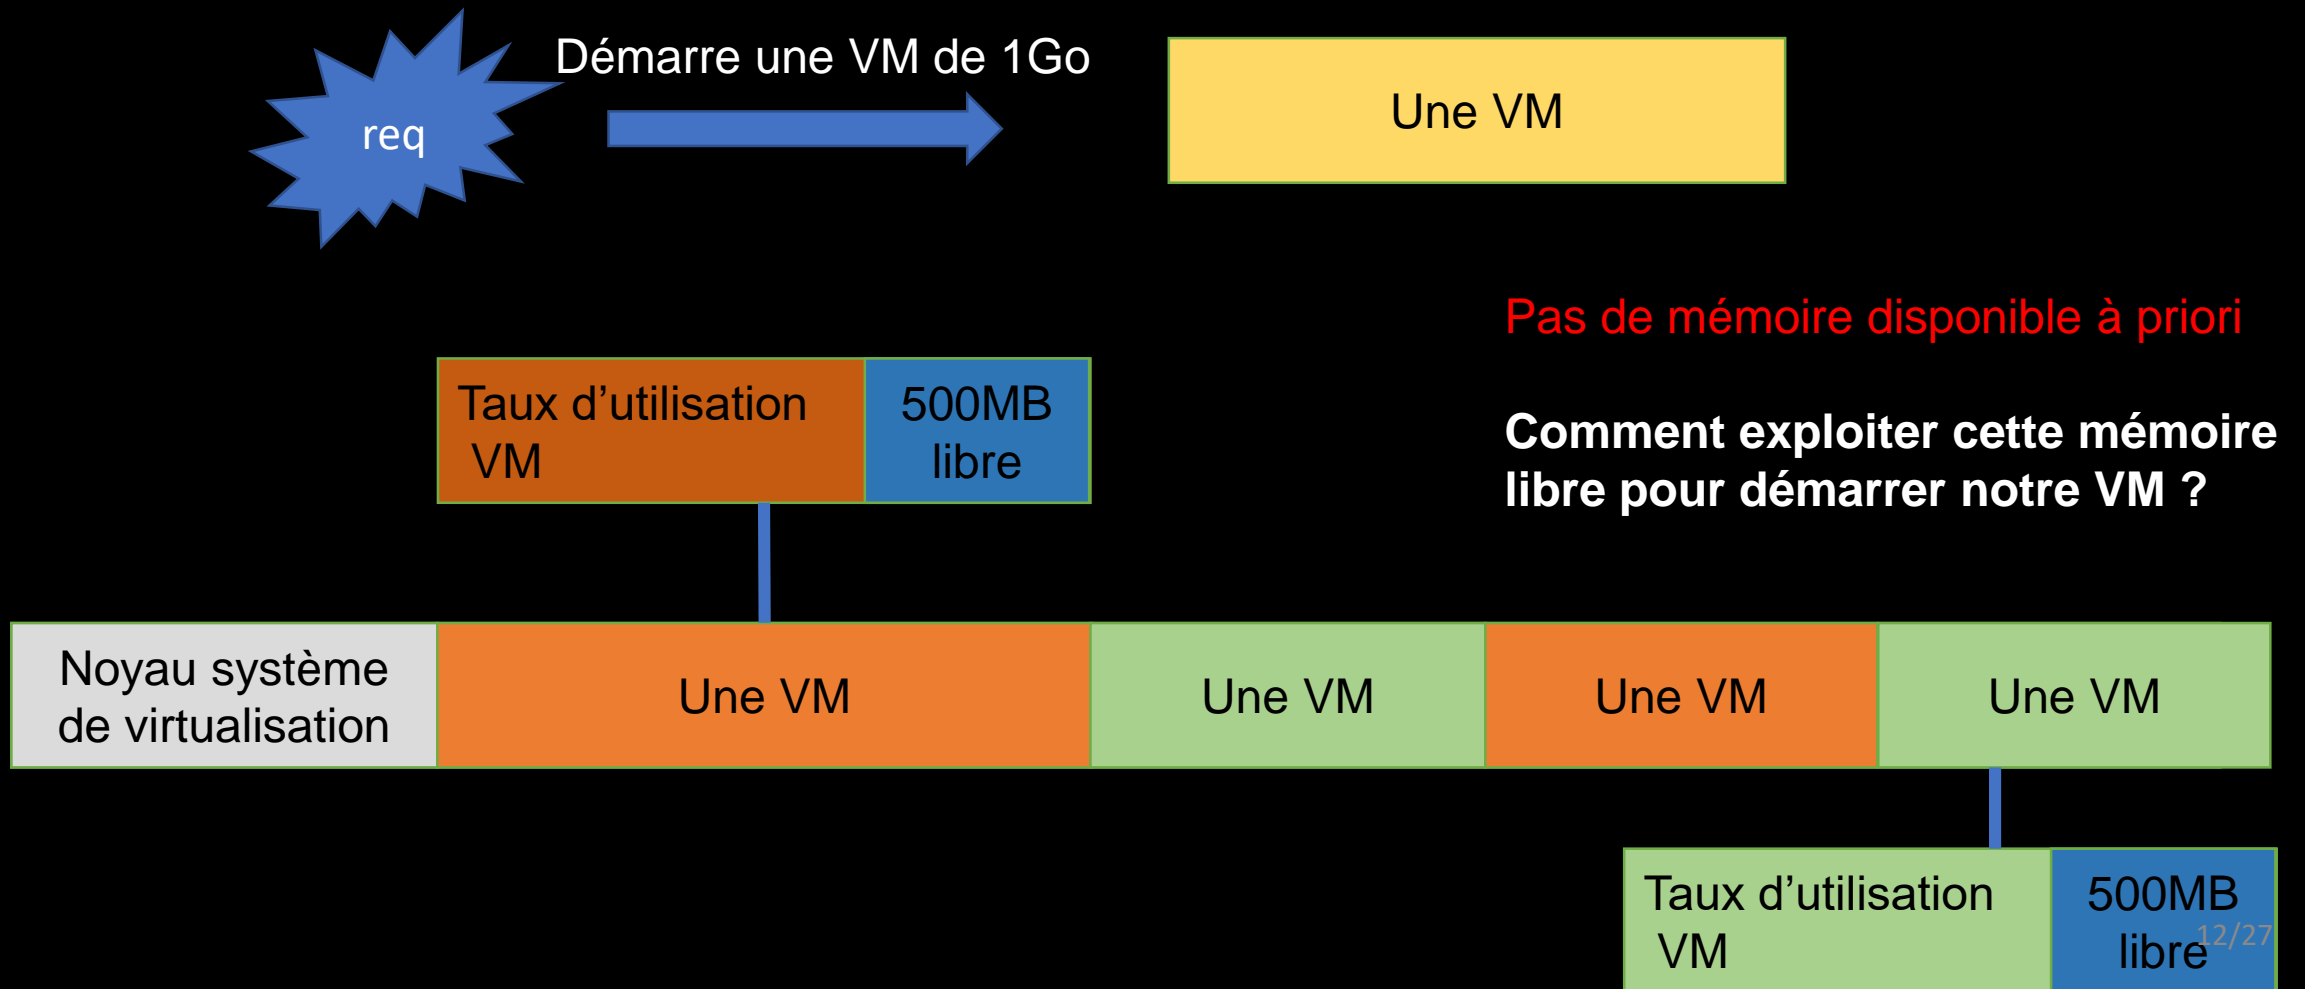 Démarre une VM de 1Go
req
Une VM
Pas de mémoire disponible à priori
Taux d’utilisation
VM
500MB
libre
Comment exploiter cette mémoire
libre pour démarrer notre VM ?
Noyau système
de virtualisation
Une VM
Une VM
Une VM
Une VM
Taux d’utilisation
VM
500MB
libre
12/27